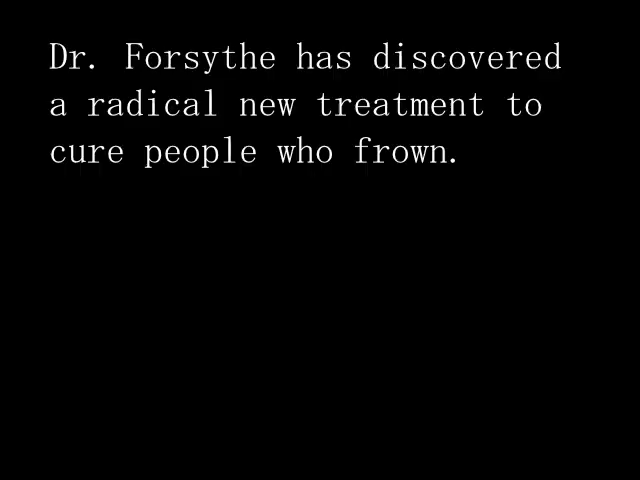 Dr. Forsythe has discovered
a radical new treatment to
cure people who frown.